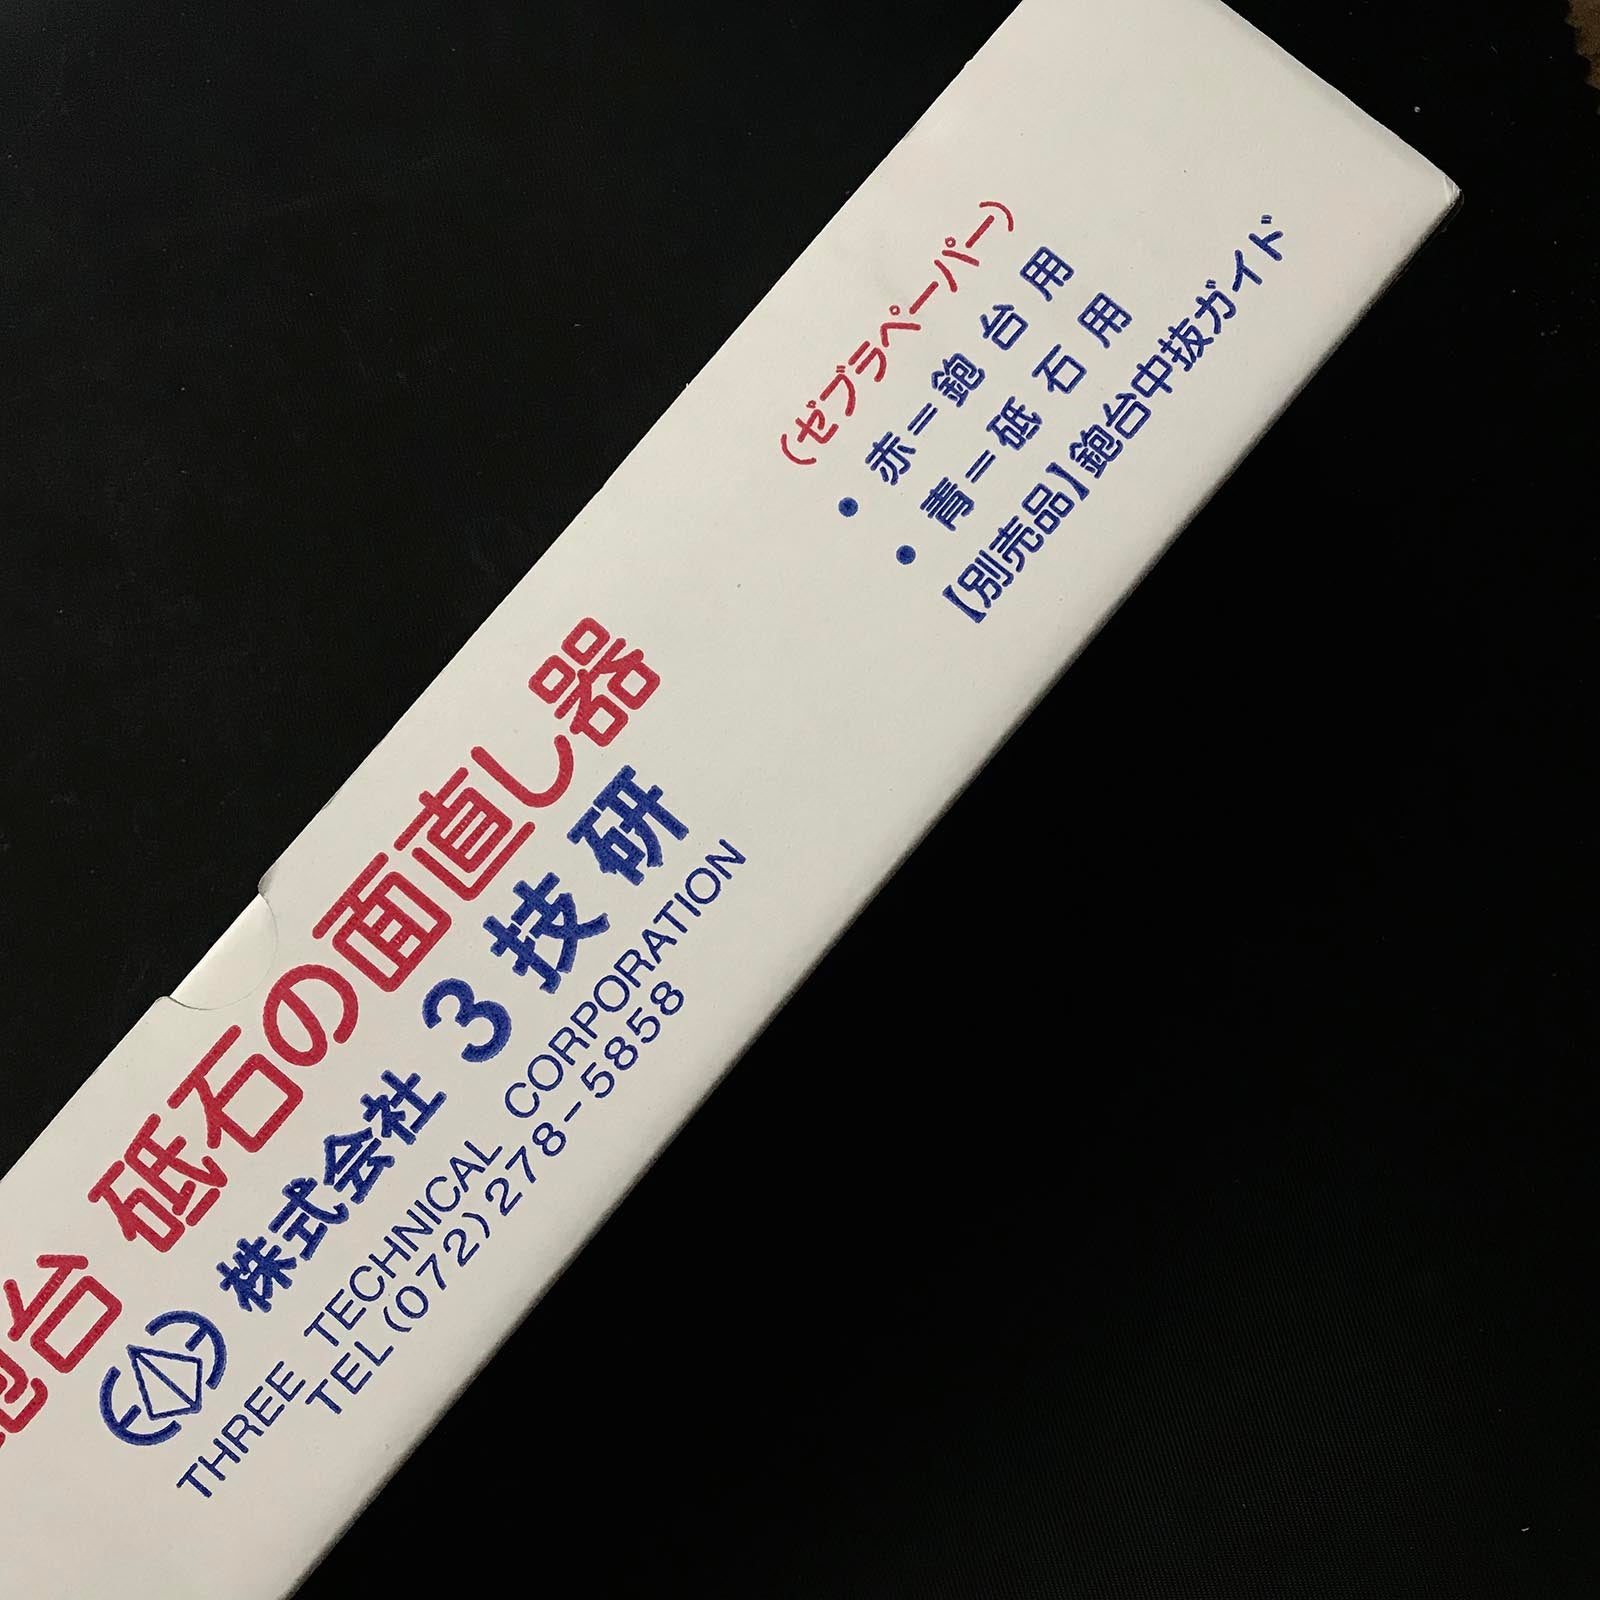 鉋台 砥石の面直し器
株式会社 3技研
THREE TECHNICAL CORPORATION
TEL(072)278-5858
(ゼブラペーパー)
• 赤=鉋台用
• 青=砥石用
【別売品】鉋台中抜ガイド